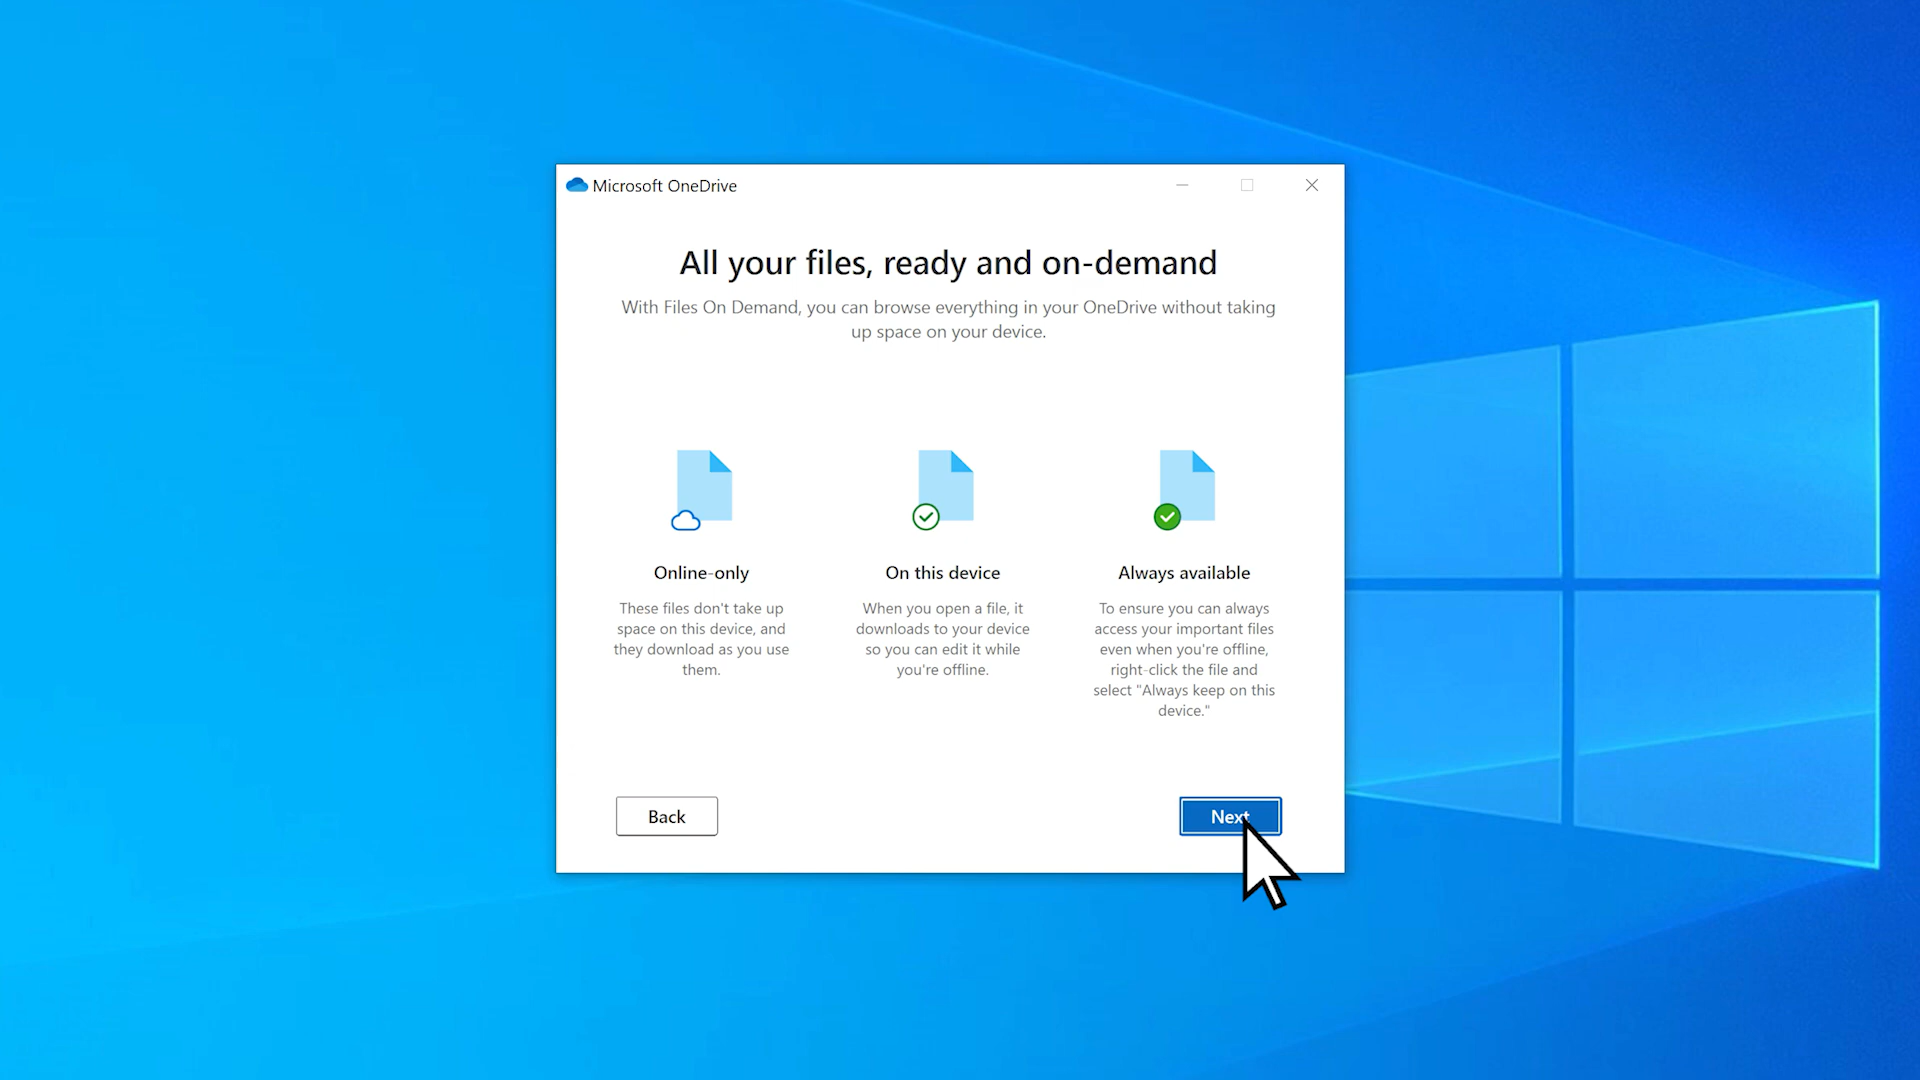 Microsoft OneDrive
All your files, ready and on-demand
With Files On Demand, you can browse everything in your OneDrive without taking
up space on your device.
Online-only
These files don't take up
space on this device, and
they download as you use
them.
On this device
When you open a file, it
downloads to your device
so you can edit it while
you're offline.
Always available
To ensure you can always
access your important files
even when you're offline,
right-click the file and
select "Always keep on this
device."
Back
Next